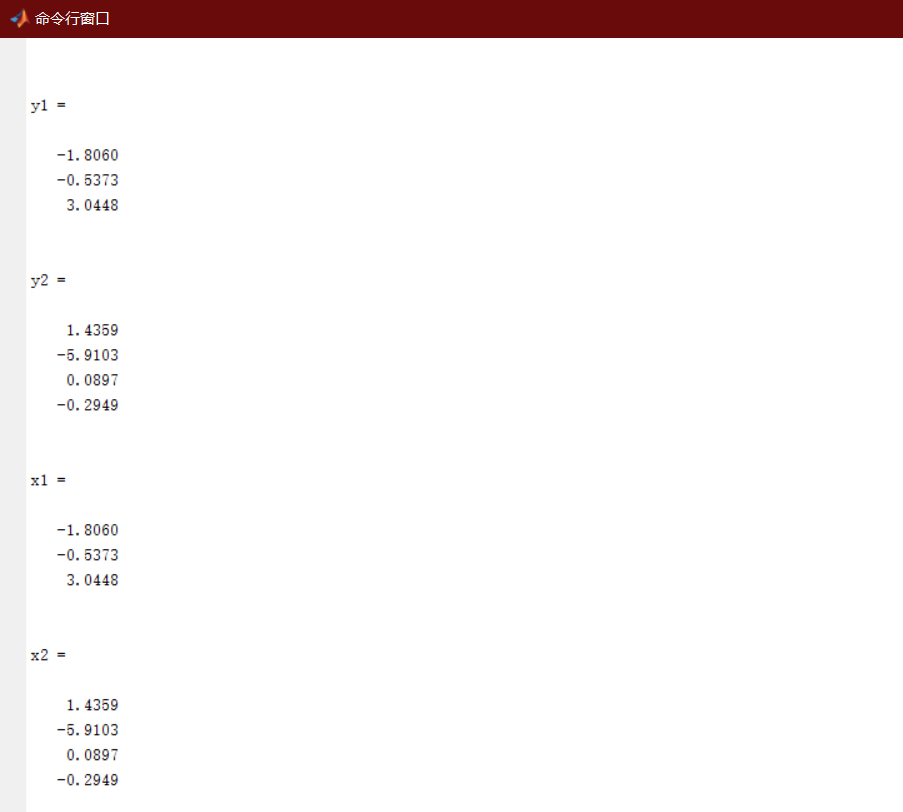 命令行窗口
y1 =
-1.8060
-0.5373
3.0448
y2 =
1.4359
-5.9103
0.0897
-0.2949
x1 =
-1.8060
-0.5373
3.0448
x2 =
1.4359
-5.9103
0.0897
-0.2949